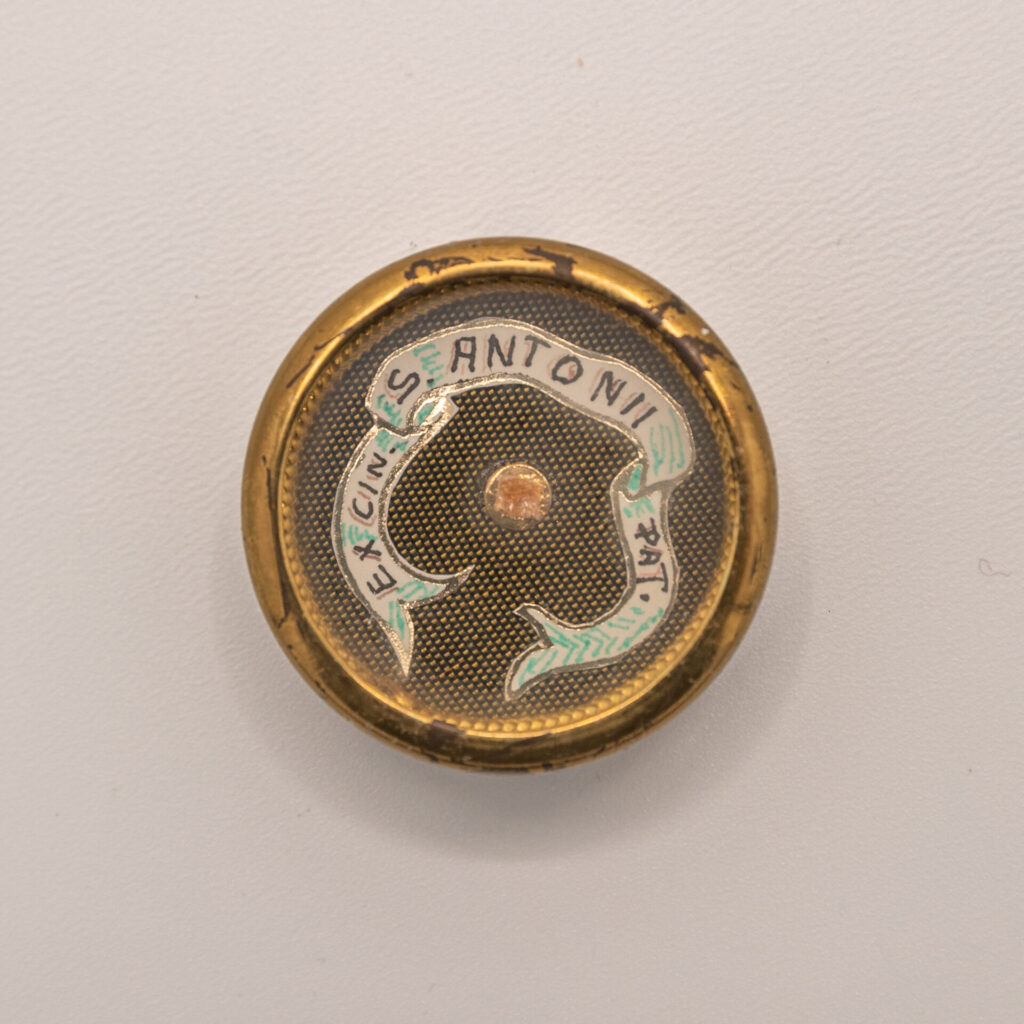 EX CIN. S. ANTONII PAT.